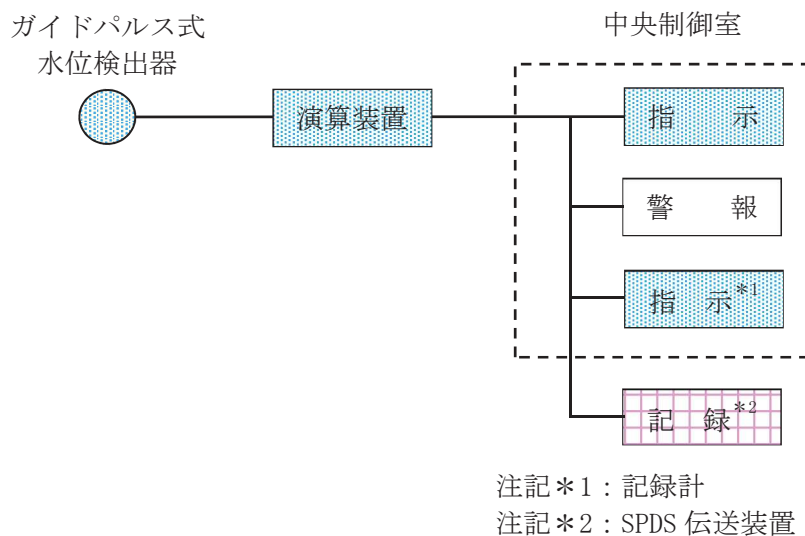 ガイドパルス式
水位検出器
中央制御室
演算装置
指　　示
警　　報
指　示*1
記　録*2
注記＊1：記録計
注記＊2：SPDS 伝送装置